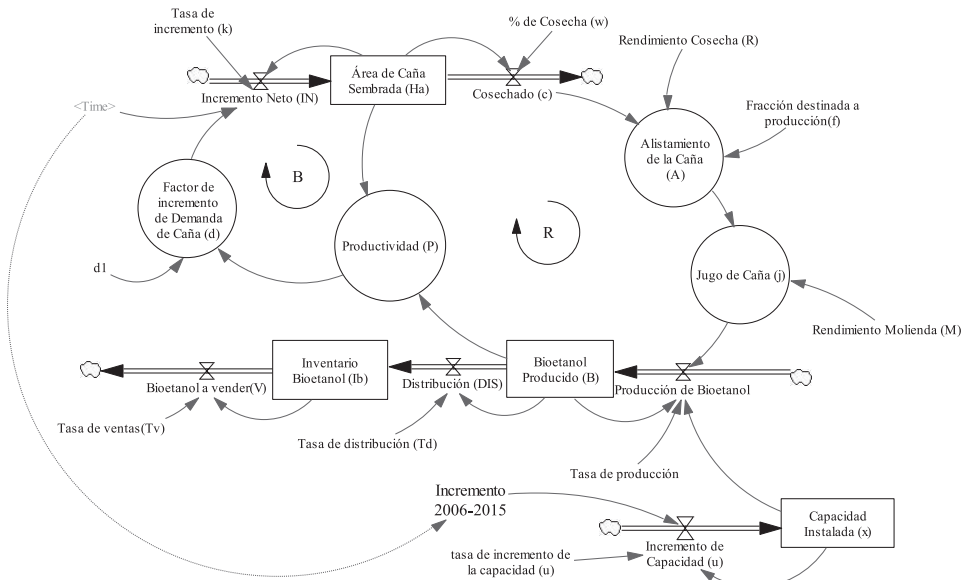 Tasa de
incremento (k)
% de Cosecha (w)
Rendimiento Cosecha (R)
Área de Caña
Sembrada (Ha)
Incremento Neto (IN)
Cosechado (c)
<Time>
Fracción destinada a
producción(f)
Alistamiento
de la Caña
(A)
Factor de
incremento
de Demanda
de Caña (d)
B
R
Productividad (P)
d1
Jugo de Caña (j)
Rendimiento Molienda (M)
Inventario
Bioetanol (Ib)
Bioetanol
Producido (B)
Bioetanol a vender(V)
Distribución (DIS)
Producción de Bioetanol
Tasa de ventas(Tv)
Tasa de distribución (Td)
Tasa de producción
Incremento
2006-2015
Capacidad
Instalada (x)
tasa de incremento de
la capacidad (u)
Incremento de
Capacidad (u)